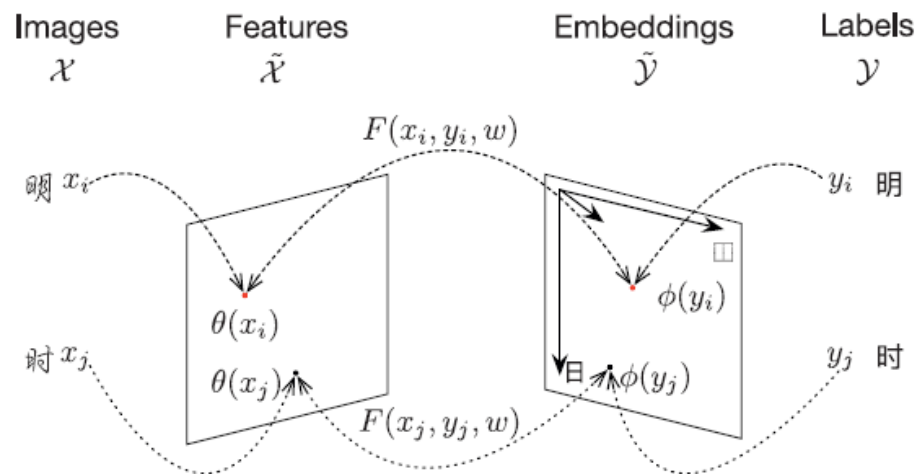 Images Features Embeddings Labels
𝒳 𝒳̃ 𝒴̃ 𝒴
F(x_i, y_i, w)
明 x_i y_i 明
⿰
θ(x_i) ϕ(y_i)
时 x_j y_j 时
θ(x_j) 日 ϕ(y_j)
F(x_j, y_j, w)